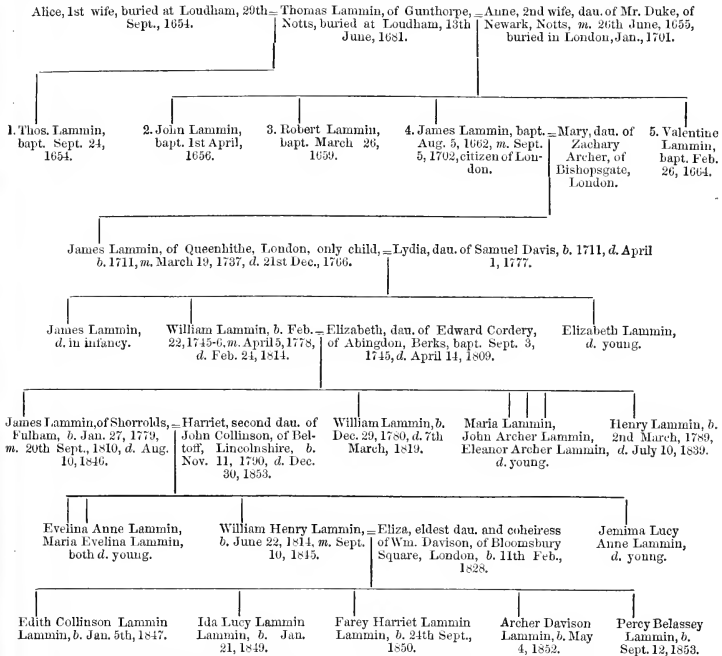 Alice, 1st wife, buried at Loudham, 29th
Sept., 1654.
= Thomas Lammin, of Gunthorpe,
Notts, buried at Loudham, 13th
June, 1681.
= Anne, 2nd wife, dau. of Mr. Duke, of
Newark, Notts, m. 26th June, 1655,
buried in London, Jan., 1701.
1. Thos. Lammin,
bapt. Sept. 24,
1654.
2. John Lammin,
bapt. 1st April,
1656.
3. Robert Lammin,
bapt. March 26,
1659.
4. James Lammin, bapt.
Aug. 5, 1662, m. Sept.
5, 1702, citizen of Lon-
don.
= Mary, dau. of
Zachary
Archer, of
Bishopsgate,
London.
5. Valentine
Lammin,
bapt. Feb.
26, 1664.
James Lammin, of Queenhithe, London, only child,
b. 1711, m. March 19, 1737, d. 21st Dec., 1766.
= Lydia, dau. of Samuel Davis, b. 1711, d. April
1, 1777.
James Lammin,
d. in infancy.
William Lammin, b. Feb.
22, 1745-6, m. April 5, 1778,
d. Feb. 24, 1814.
= Elizabeth, dau. of Edward Cordery,
of Abingdon, Berks, bapt. Sept. 3,
1745, d. April 14, 1809.
Elizabeth Lammin,
d. young.
James Lammin, of Shorrolds,
Fulham, b. Jan. 27, 1779,
m. 20th Sept., 1810, d. Aug.
10, 1846.
= Harriet, second dau. of
John Collinson, of Bel-
toff, Lincolnshire, b.
Nov. 11, 1790, d. Dec.
30, 1853.
William Lammin, b.
Dec. 29, 1780, d. 7th
March, 1819.
Maria Lammin,
John Archer Lammin,
Eleanor Archer Lammin,
d. young.
Henry Lammin, b.
2nd March, 1789,
d. July 10, 1839.
Evelina Anne Lammin,
Maria Evelina Lammin,
both d. young.
William Henry Lammin,
b. June 22, 1814, m. Sept.
10, 1845.
= Eliza, eldest dau. and coheiress
of Wm. Davison, of Bloomsbury
Square, London, b. 11th Feb.,
1828.
Jemima Lucy
Anne Lammin,
d. young.
Edith Collinson Lammin
Lammin, b. Jan. 5th, 1847.
Ida Lucy Lammin
Lammin, b. Jan.
21, 1849.
Farey Harriet Lammin
Lammin, b. 24th Sept.,
1850.
Archer Davison
Lammin, b. May
4, 1852.
Percy Belassey
Lammin, b.
Sept. 12, 1853.